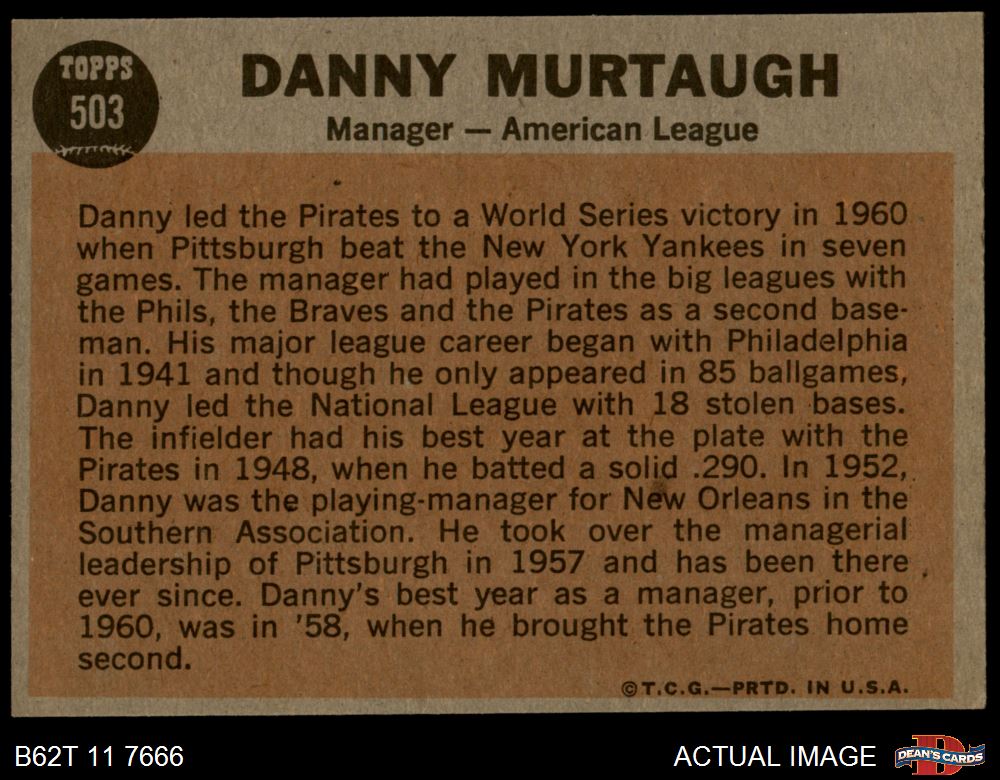 TOPPS
503
DANNY MURTAUGH
Manager — American League
Danny led the Pirates to a World Series victory in 1960
when Pittsburgh beat the New York Yankees in seven
games. The manager had played in the big leagues with
the Phils, the Braves and the Pirates as a second base-
man. His major league career began with Philadelphia
in 1941 and though he only appeared in 85 ballgames,
Danny led the National League with 18 stolen bases.
The infielder had his best year at the plate with the
Pirates in 1948, when he batted a solid .290. In 1952,
Danny was the playing-manager for New Orleans in the
Southern Association. He took over the managerial
leadership of Pittsburgh in 1957 and has been there
ever since. Danny's best year as a manager, prior to
1960, was in '58, when he brought the Pirates home
second.
©T.C.G.—PRTD. IN U.S.A.
B62T 11 7666
ACTUAL IMAGE
DEAN'S CARDS